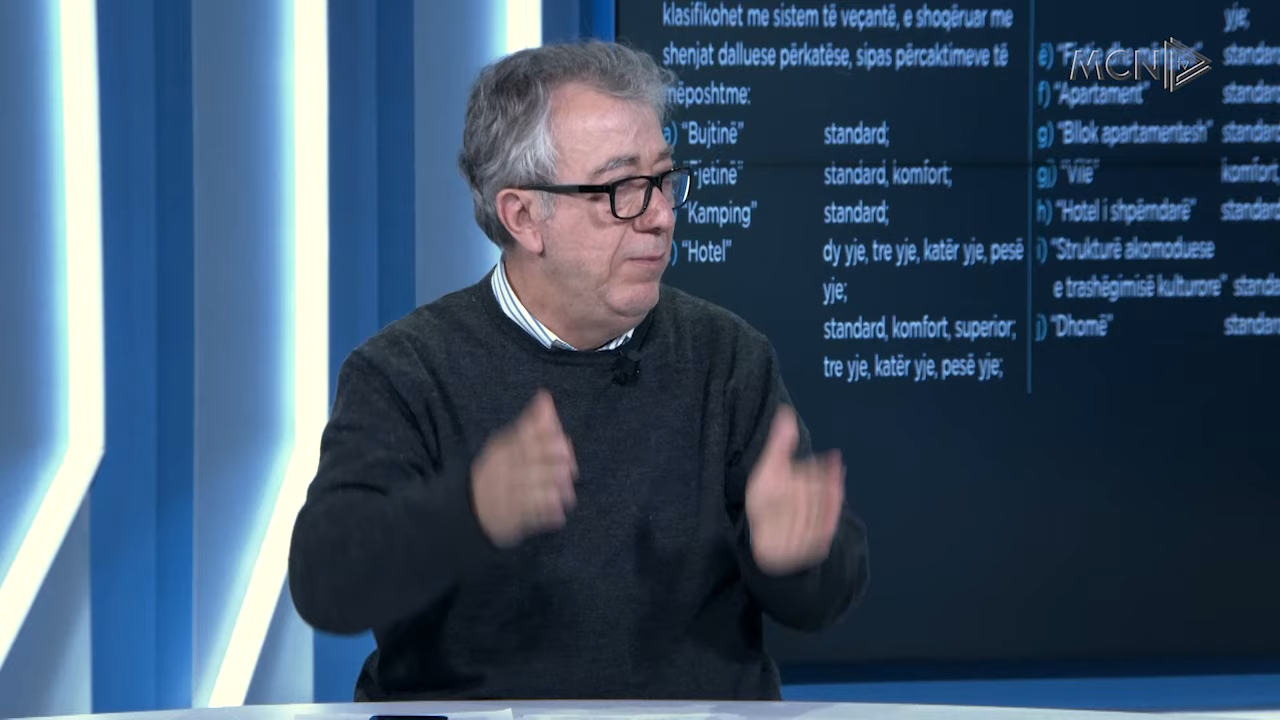 klasifikohet me sistem të veçantë, e shoqëruar me
shenjat dalluese përkatëse, sipas përcaktimeve të
mëposhtme:
a) “Bujtinë” standard;
“Fjetinë” standard, komfort;
“Kamping” standard;
) “Hotel” dy yje, tre yje, katër yje, pesë
yje;
standard, komfort, superior;
tre yje, katër yje, pesë yje;
yje;
ë) standard
f) “Apartament” standard
g) “Bllok apartamentesh” standard
gj) “Vilë” komfort,
h) “Hotel i shpërndarë” standard
i) “Strukturë akomoduese
e trashëgimisë kulturore” standa
j) “Dhomë” standard
MCN TV